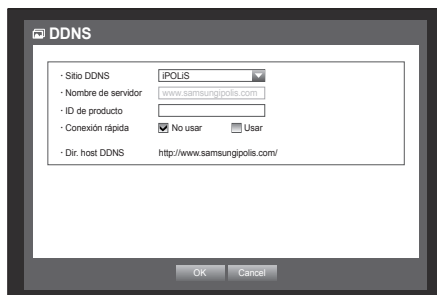 DDNS
· Sitio DDNS iPOLiS
· Nombre de servidor www.samsungipolis.com
· ID de producto
· Conexión rápida No usar Usar
· Dir. host DDNS http://www.samsungipolis.com/
OK Cancel